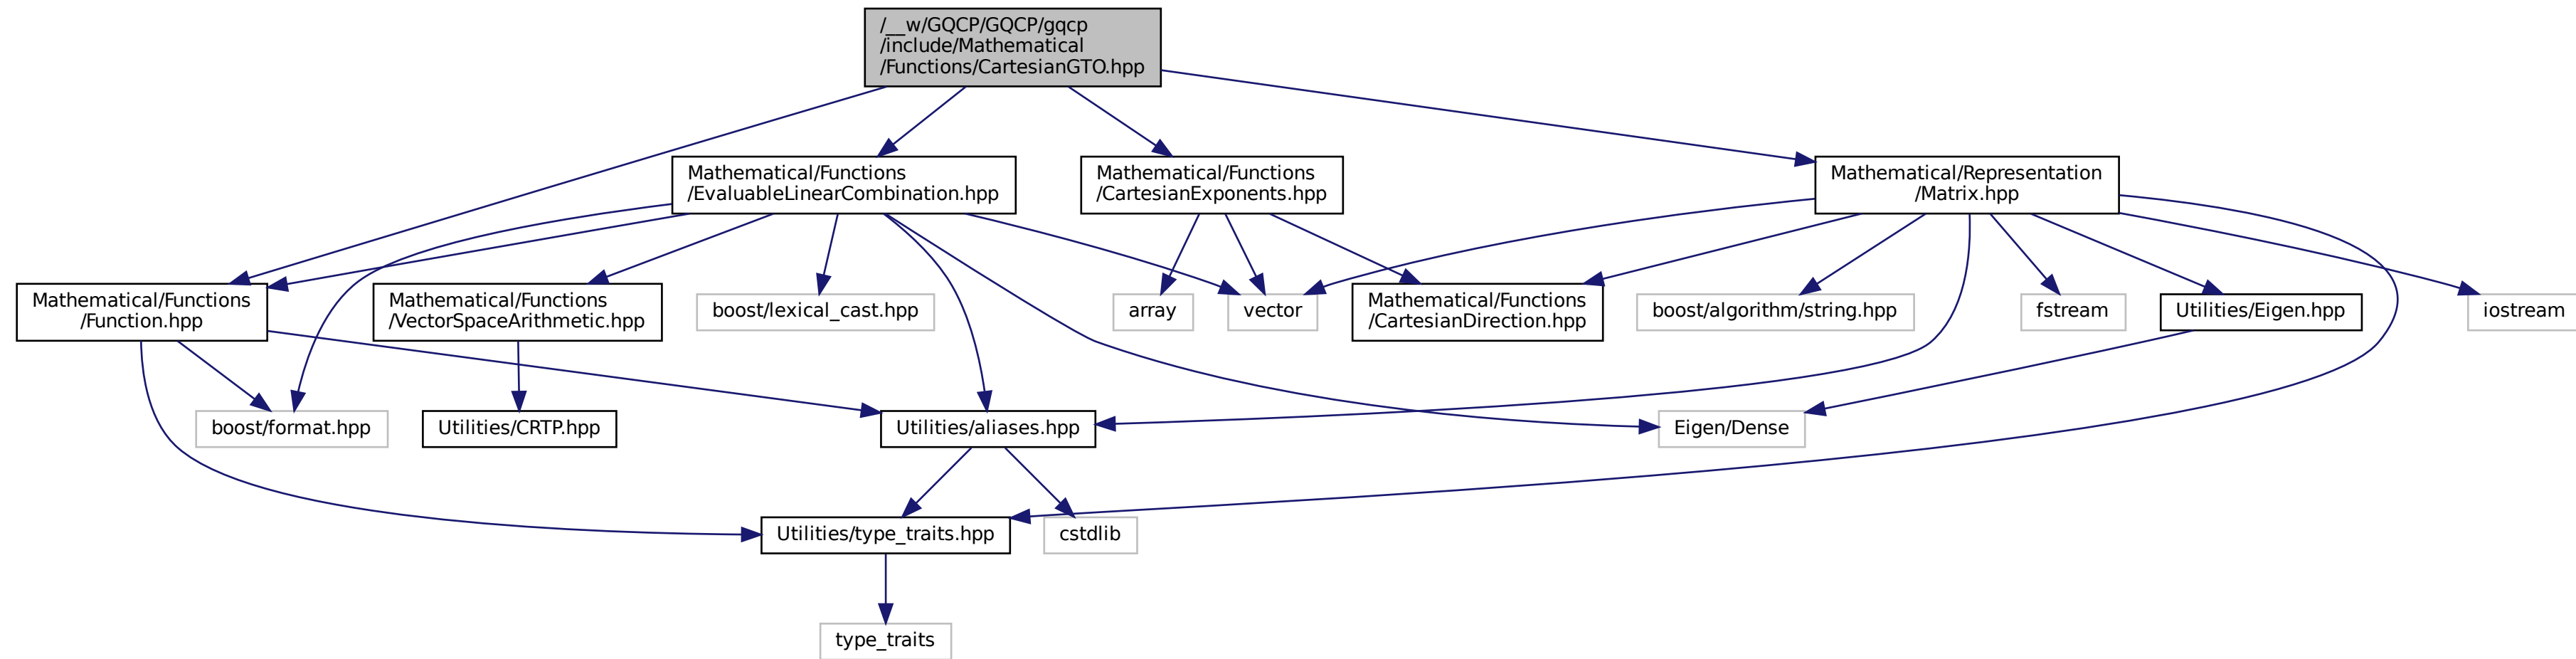 /__w/GQCP/GQCP/gqcp
/include/Mathematical
/Functions/CartesianGTO.hpp
Mathematical/Functions
/EvaluableLinearCombination.hpp
Mathematical/Functions
/CartesianExponents.hpp
Mathematical/Representation
/Matrix.hpp
Mathematical/Functions
/Function.hpp
Mathematical/Functions
/VectorSpaceArithmetic.hpp
boost/lexical_cast.hpp
array
vector
Mathematical/Functions
/CartesianDirection.hpp
boost/algorithm/string.hpp
fstream
Utilities/Eigen.hpp
iostream
boost/format.hpp
Utilities/CRTP.hpp
Utilities/aliases.hpp
Eigen/Dense
Utilities/type_traits.hpp
cstdlib
type_traits